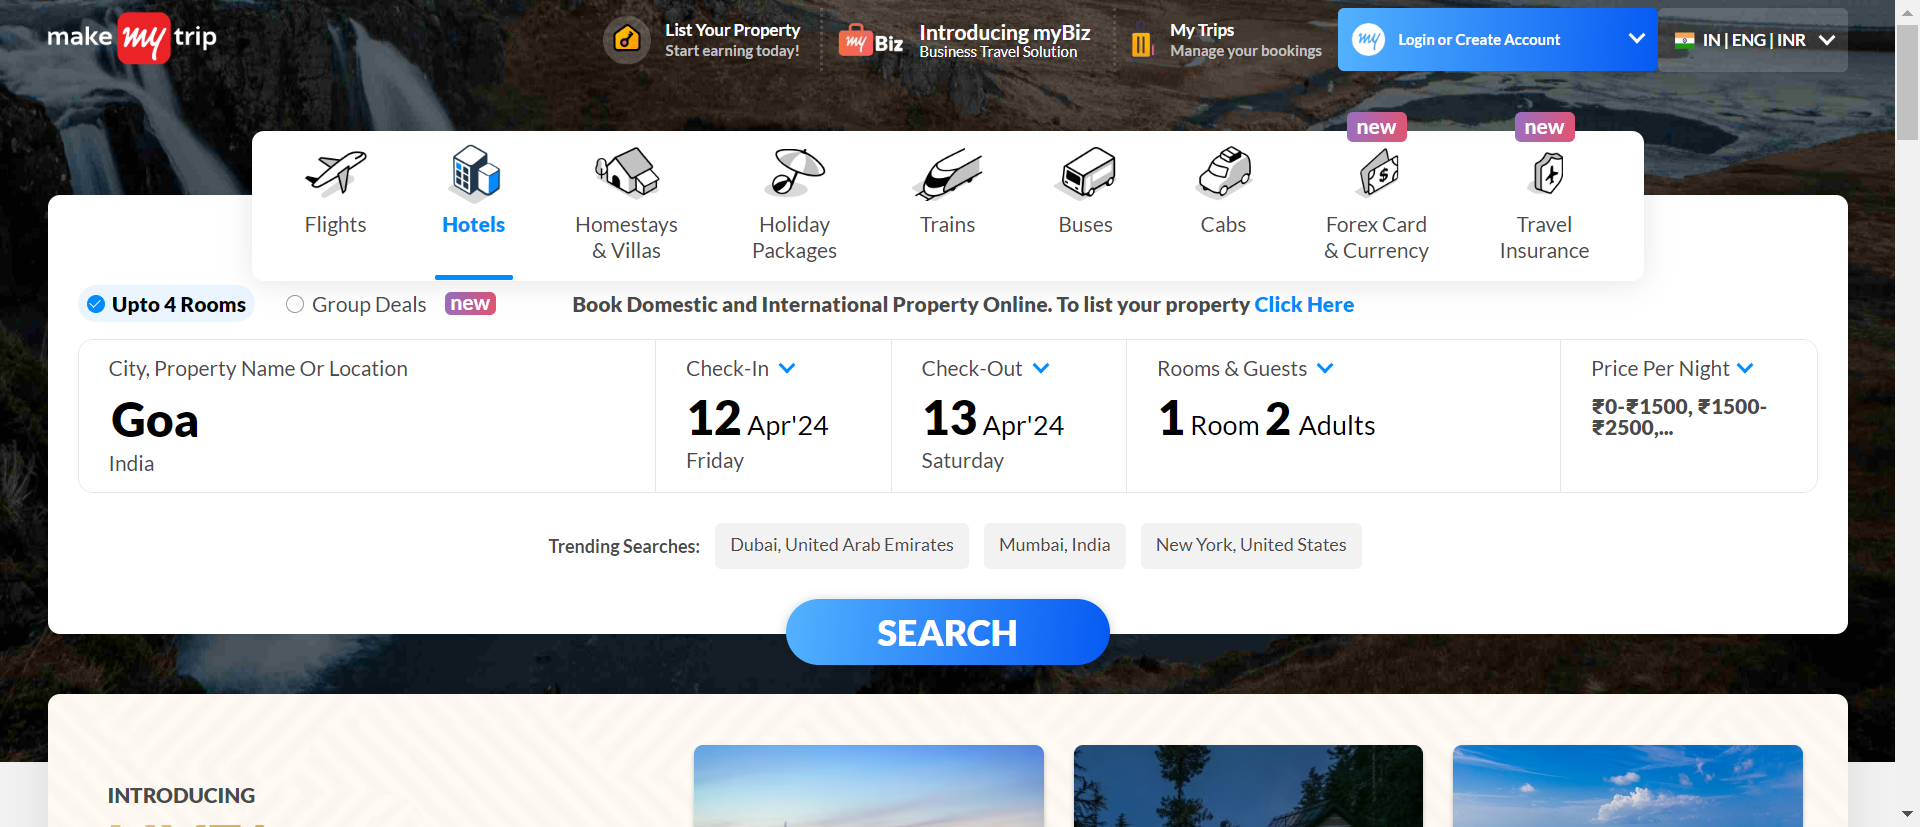 make my trip
List Your Property
Start earning today!
my Biz
Introducing myBiz
Business Travel Solution
My Trips
Manage your bookings
my
Login or Create Account
IN | ENG | INR
new
new
Flights
Hotels
Homestays
& Villas
Holiday
Packages
Trains
Buses
Cabs
Forex Card
& Currency
Travel
Insurance
Upto 4 Rooms
Group Deals
new
Book Domestic and International Property Online. To list your property Click Here
City, Property Name Or Location
Goa
India
Check-In
12 Apr'24
Friday
Check-Out
13 Apr'24
Saturday
Rooms & Guests
1 Room 2 Adults
Price Per Night
₹0-₹1500, ₹1500-
₹2500,...
Trending Searches:
Dubai, United Arab Emirates
Mumbai, India
New York, United States
SEARCH
INTRODUCING